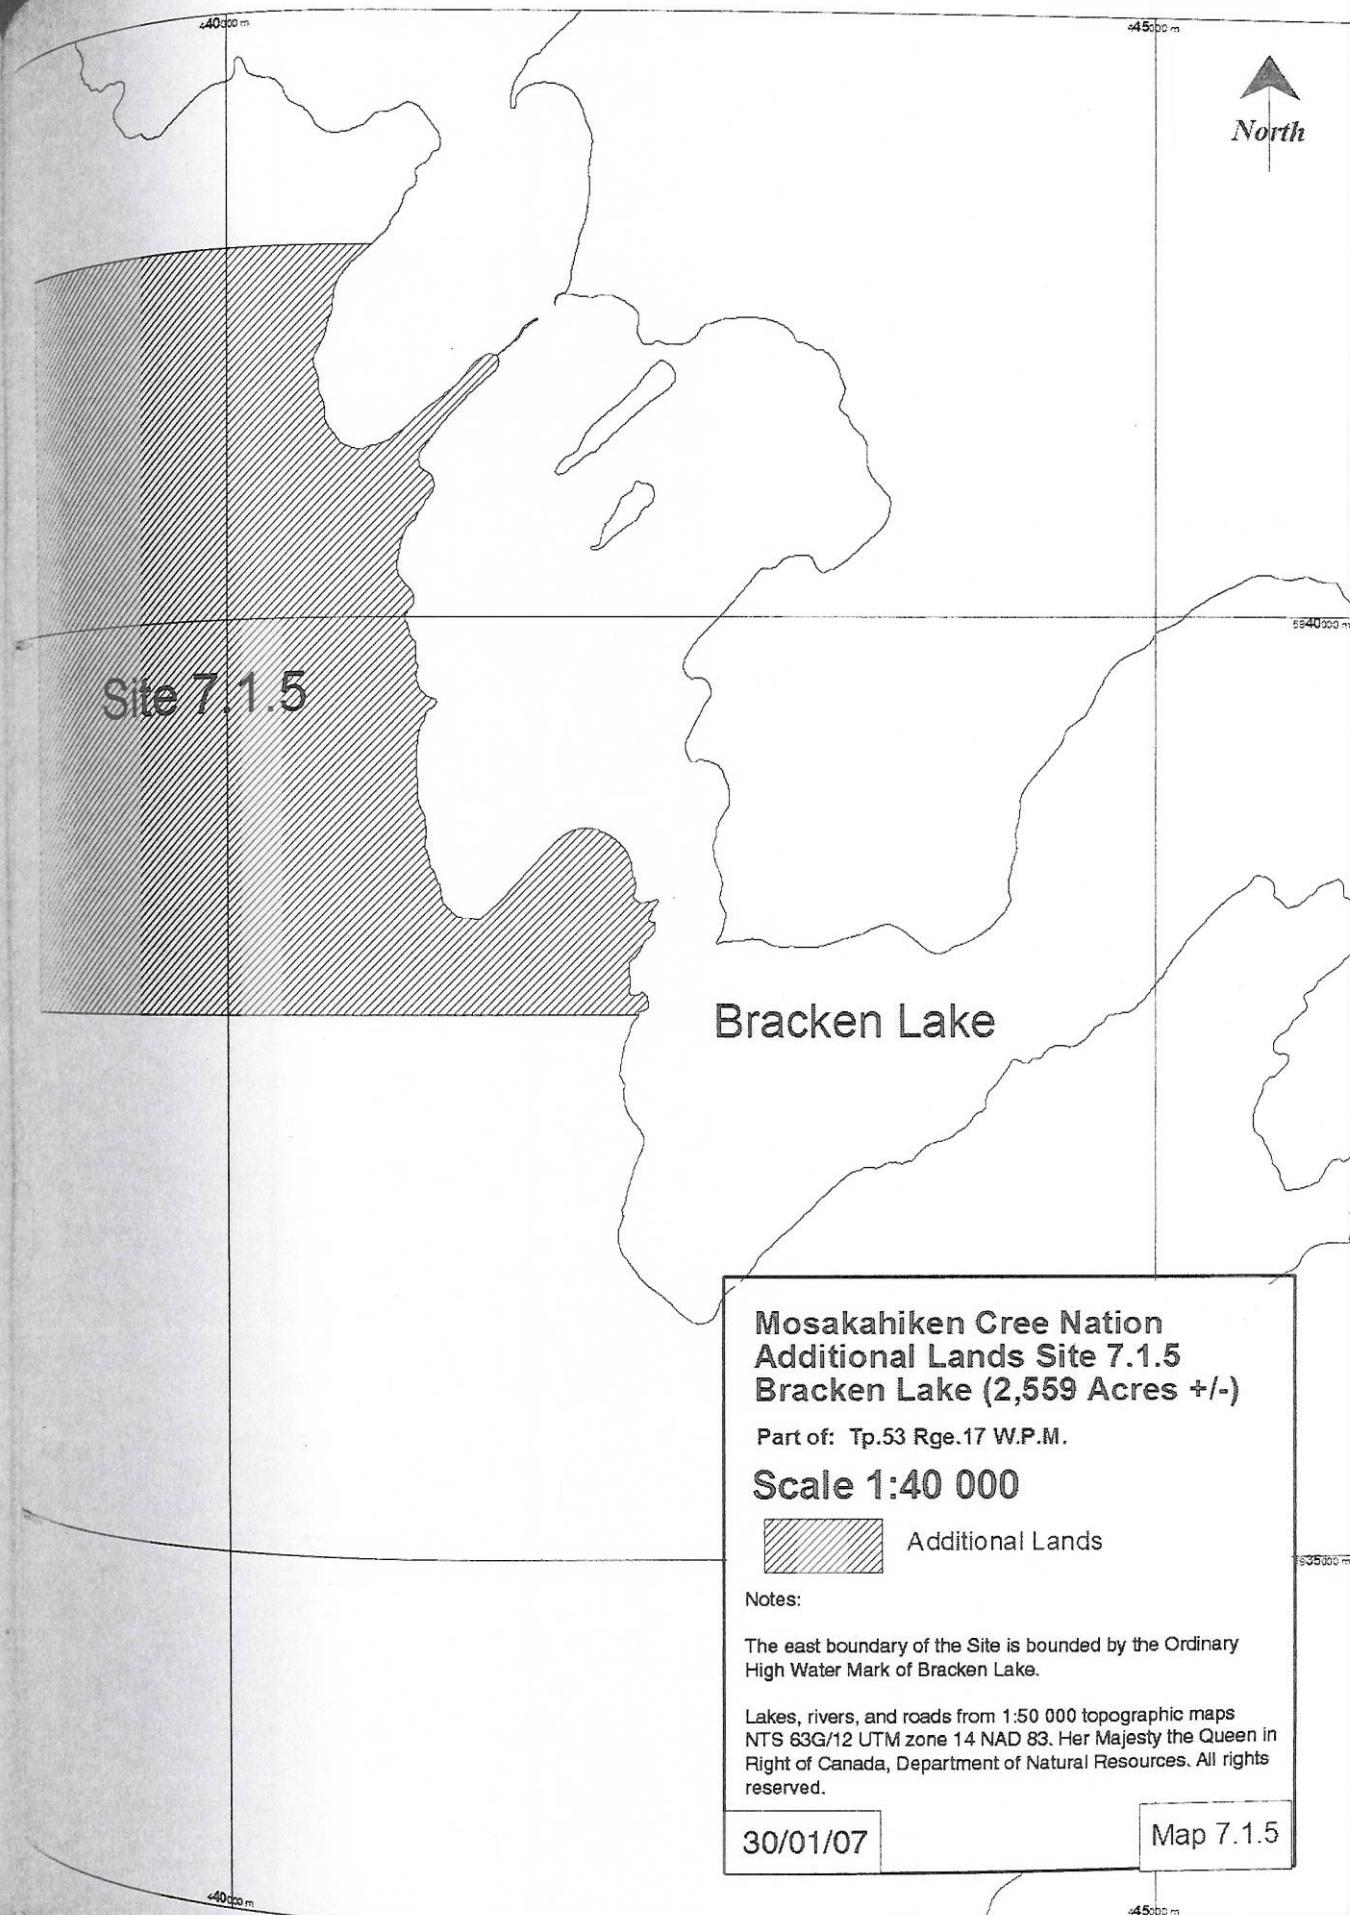 440000 m
445000 m
North
5940000 m
Site 7.1.5
Bracken Lake
Mosakahiken Cree Nation
Additional Lands Site 7.1.5
Bracken Lake (2,559 Acres +/-)
Part of: Tp.53 Rge.17 W.P.M.
Scale 1:40 000
Additional Lands
Notes:
The east boundary of the Site is bounded by the Ordinary
High Water Mark of Bracken Lake.
Lakes, rivers, and roads from 1:50 000 topographic maps
NTS 63G/12 UTM zone 14 NAD 83. Her Majesty the Queen in
Right of Canada, Department of Natural Resources. All rights
reserved.
30/01/07
Map 7.1.5
440000 m
445000 m